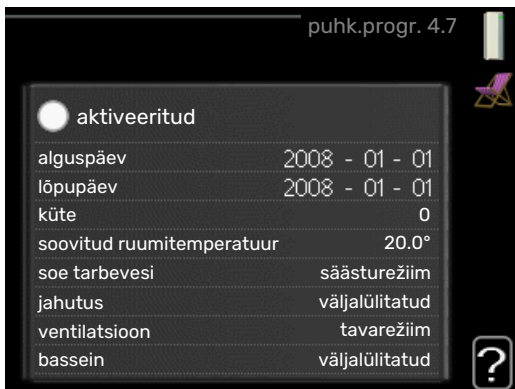 puhk.progr. 4.7
aktiveeritud
alguspäev 2008 - 01 - 01
lõpupäev 2008 - 01 - 01
küte 0
soovitud ruumitemperatuur 20.0°
soe tarbevesi säästurežiim
jahutus väljalülitatud
ventilatsioon tavarežiim
bassein väljalülitatud
?